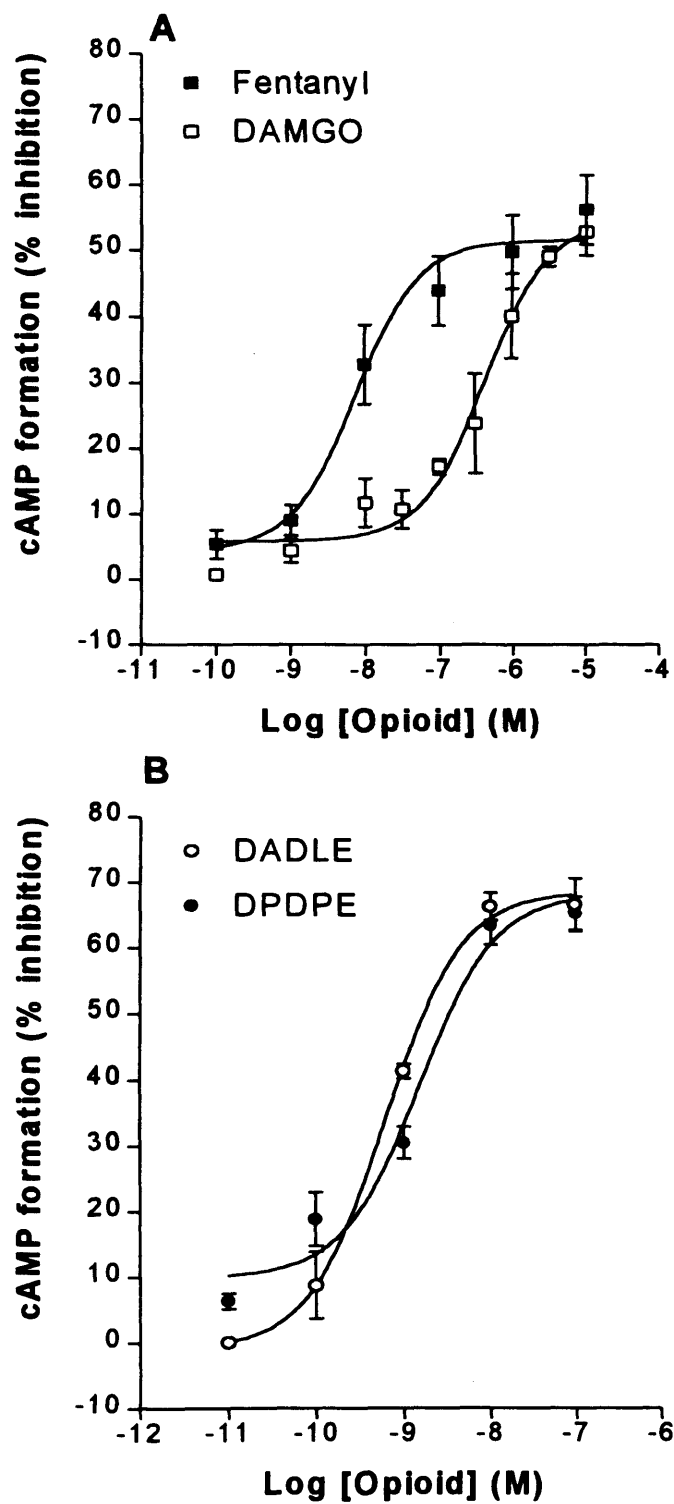 A
80
70
60
50
40
30
20
10
0
-10
Fentanyl
DAMGO
cAMP formation (% inhibition)
-11 -10 -9 -8 -7 -6 -5 -4
Log [Opioid] (M)
B
80
70
60
50
40
30
20
10
0
-10
DADLE
DPDPE
cAMP formation (% inhibition)
-12 -11 -10 -9 -8 -7 -6
Log [Opioid] (M)